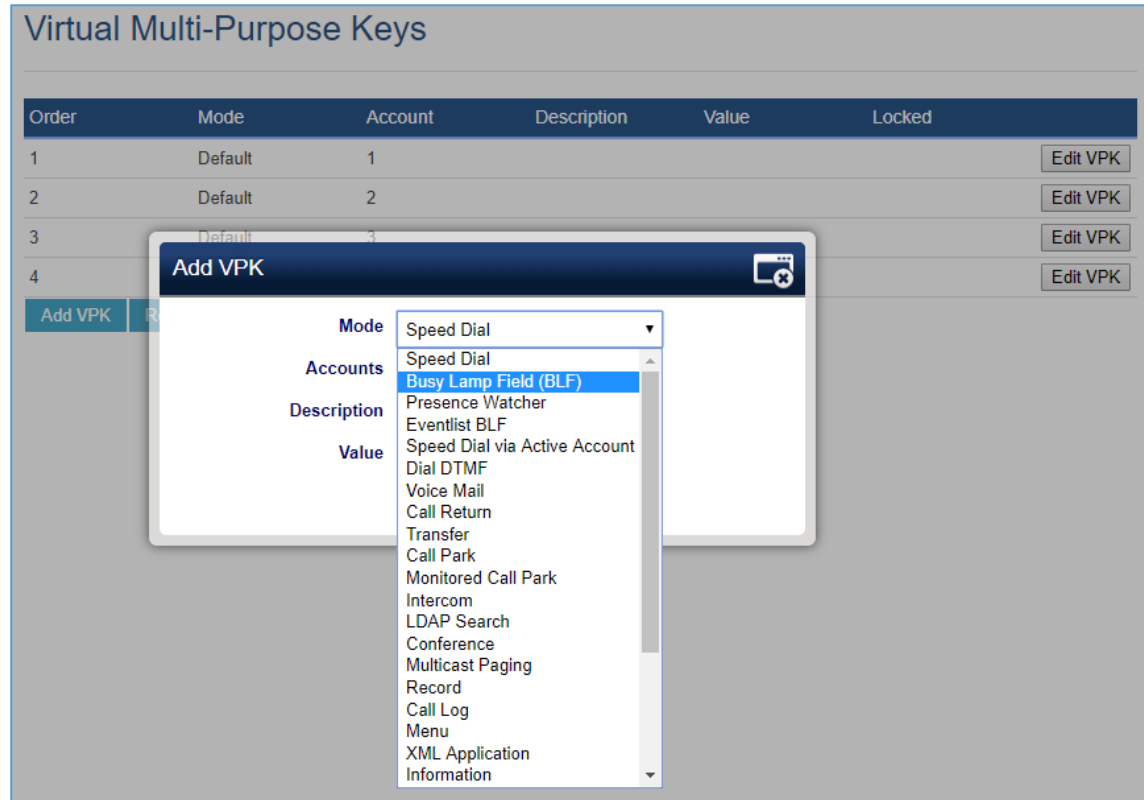 Virtual Multi-Purpose Keys
Order Mode Account Description Value Locked
1 Default 1 Edit VPK
2 Default 2 Edit VPK
3 Default 3 Edit VPK
4 Edit VPK
Add VPK
Add VPK
Mode Speed Dial
Accounts
Description
Value
Speed Dial
Busy Lamp Field (BLF)
Presence Watcher
Eventlist BLF
Speed Dial via Active Account
Dial DTMF
Voice Mail
Call Return
Transfer
Call Park
Monitored Call Park
Intercom
LDAP Search
Conference
Multicast Paging
Record
Call Log
Menu
XML Application
Information